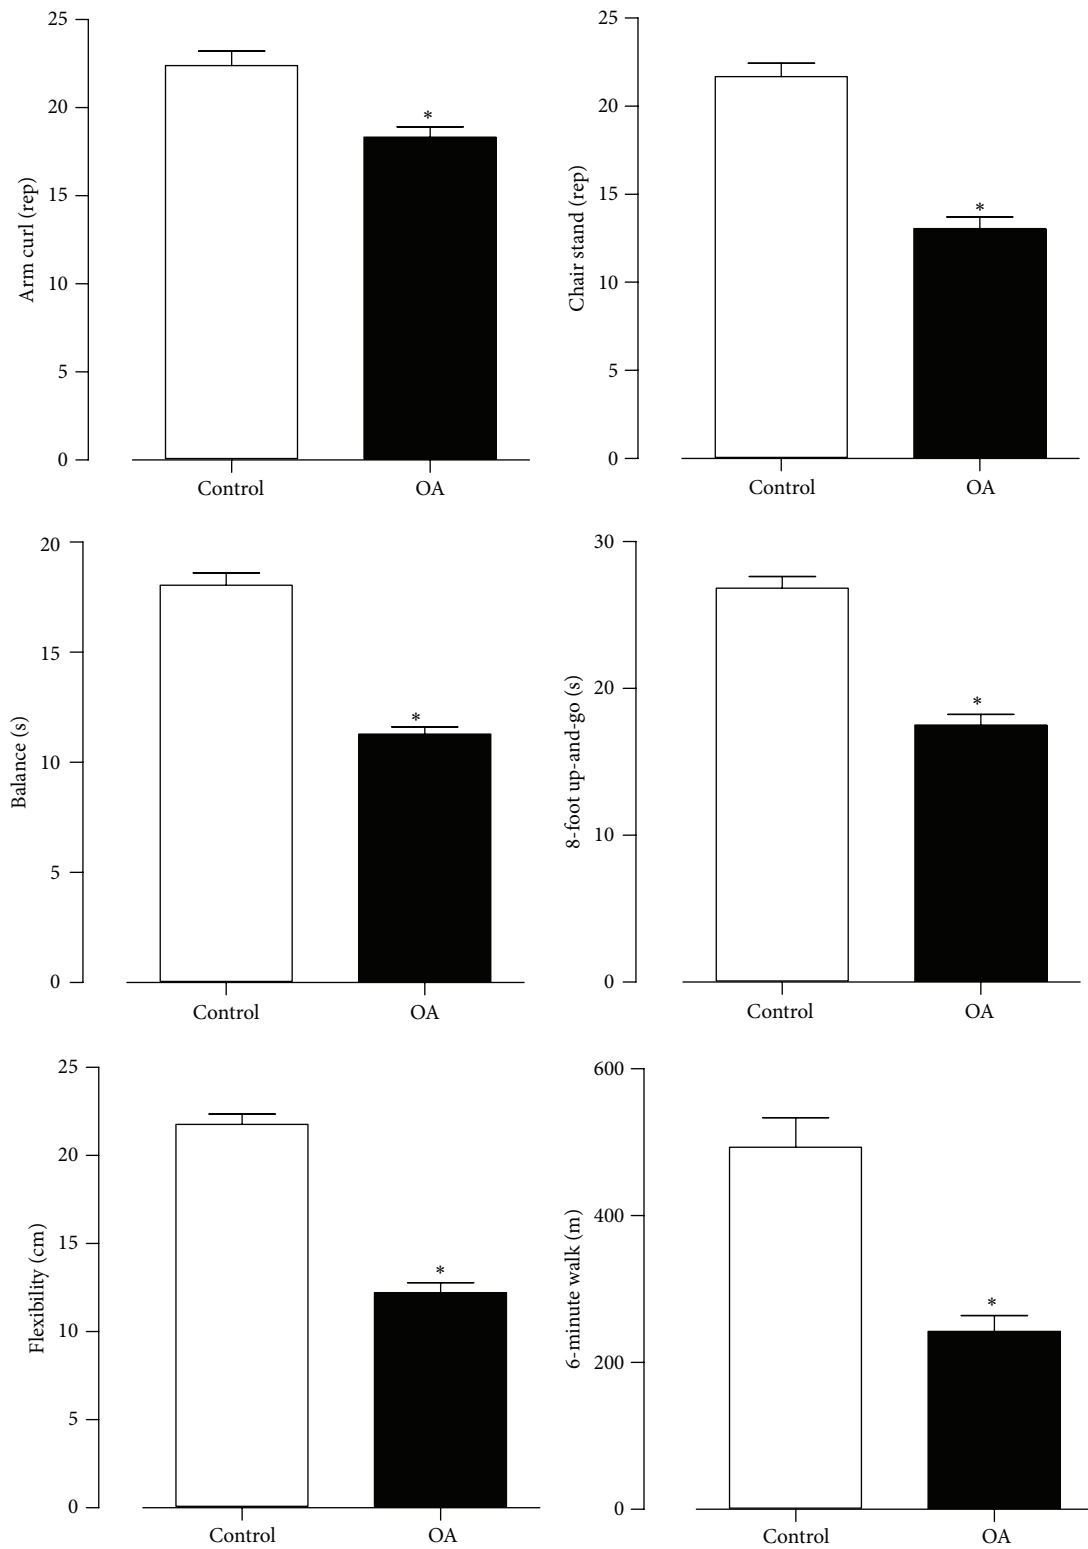 25
20
15
10
5
0
Arm curl (rep)
*
Control
OA
25
20
15
10
5
0
Chair stand (rep)
*
Control
OA
20
15
10
5
0
Balance (s)
*
Control
OA
30
20
10
0
8-foot up-and-go (s)
*
Control
OA
25
20
15
10
5
0
Flexibility (cm)
*
Control
OA
600
400
200
0
6-minute walk (m)
*
Control
OA